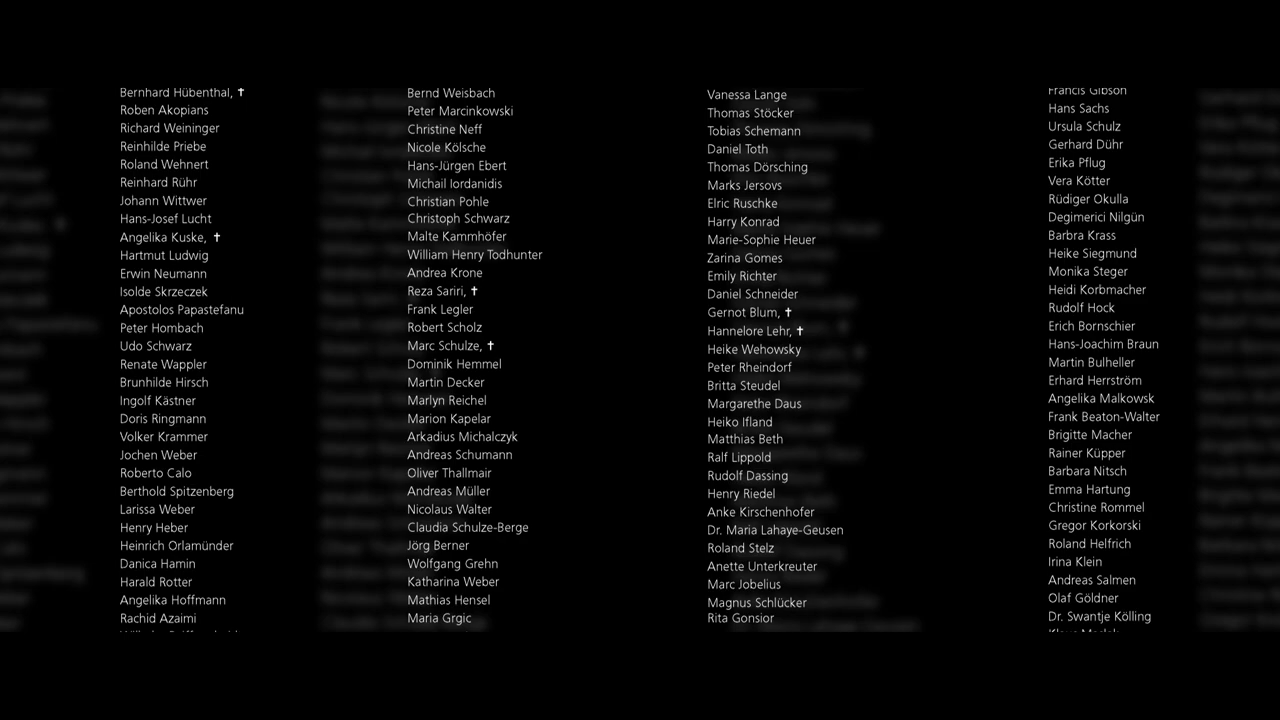 Bernhard Hübenthal, ✝
Roben Akopians
Richard Weininger
Reinhilde Priebe
Roland Wehnert
Reinhard Rühr
Johann Wittwer
Hans-Josef Lucht
Angelika Kuske, ✝
Hartmut Ludwig
Erwin Neumann
Isolde Skrzeczek
Apostolos Papastefanu
Peter Hombach
Udo Schwarz
Renate Wappler
Brunhilde Hirsch
Ingolf Kästner
Doris Ringmann
Volker Krammer
Jochen Weber
Roberto Calo
Berthold Spitzenberg
Larissa Weber
Henry Heber
Heinrich Orlamünder
Danica Hamin
Harald Rotter
Angelika Hoffmann
Rachid Azaimi
Bernd Weisbach
Peter Marcinkowski
Christine Neff
Nicole Kölsche
Hans-Jürgen Ebert
Michail Iordanidis
Christian Pohle
Christoph Schwarz
Malte Kammhöfer
William Henry Todhunter
Andrea Krone
Reza Sariri, ✝
Frank Legler
Robert Scholz
Marc Schulze, ✝
Dominik Hemmel
Martin Decker
Marlyn Reichel
Marion Kapelar
Arkadius Michalczyk
Andreas Schumann
Oliver Thallmair
Andreas Müller
Nicolaus Walter
Claudia Schulze-Berge
Jörg Berner
Wolfgang Grehn
Katharina Weber
Mathias Hensel
Maria Grgic
Vanessa Lange
Thomas Stöcker
Tobias Schemann
Daniel Toth
Thomas Dörsching
Marks Jersovs
Elric Ruschke
Harry Konrad
Marie-Sophie Heuer
Zarina Gomes
Emily Richter
Daniel Schneider
Gernot Blum, ✝
Hannelore Lehr, ✝
Heike Wehowsky
Peter Rheindorf
Britta Steudel
Margarethe Daus
Heiko Ifland
Matthias Beth
Ralf Lippold
Rudolf Dassing
Henry Riedel
Anke Kirschenhofer
Dr. Maria Lahaye-Geusen
Roland Stelz
Anette Unterkreuter
Marc Jobelius
Magnus Schlücker
Rita Gonsior
Francis Gibson
Hans Sachs
Ursula Schulz
Gerhard Dühr
Erika Pflug
Vera Kötter
Rüdiger Okulla
Degimerici Nilgün
Barbra Krass
Heike Siegmund
Monika Steger
Heidi Korbmacher
Rudolf Hock
Erich Bornschier
Hans-Joachim Braun
Martin Bulheller
Erhard Herrström
Angelika Malkowsk
Frank Beaton-Walter
Brigitte Macher
Rainer Küpper
Barbara Nitsch
Emma Hartung
Christine Rommel
Gregor Korkorski
Roland Helfrich
Irina Klein
Andreas Salmen
Olaf Göldner
Dr. Swantje Kölling